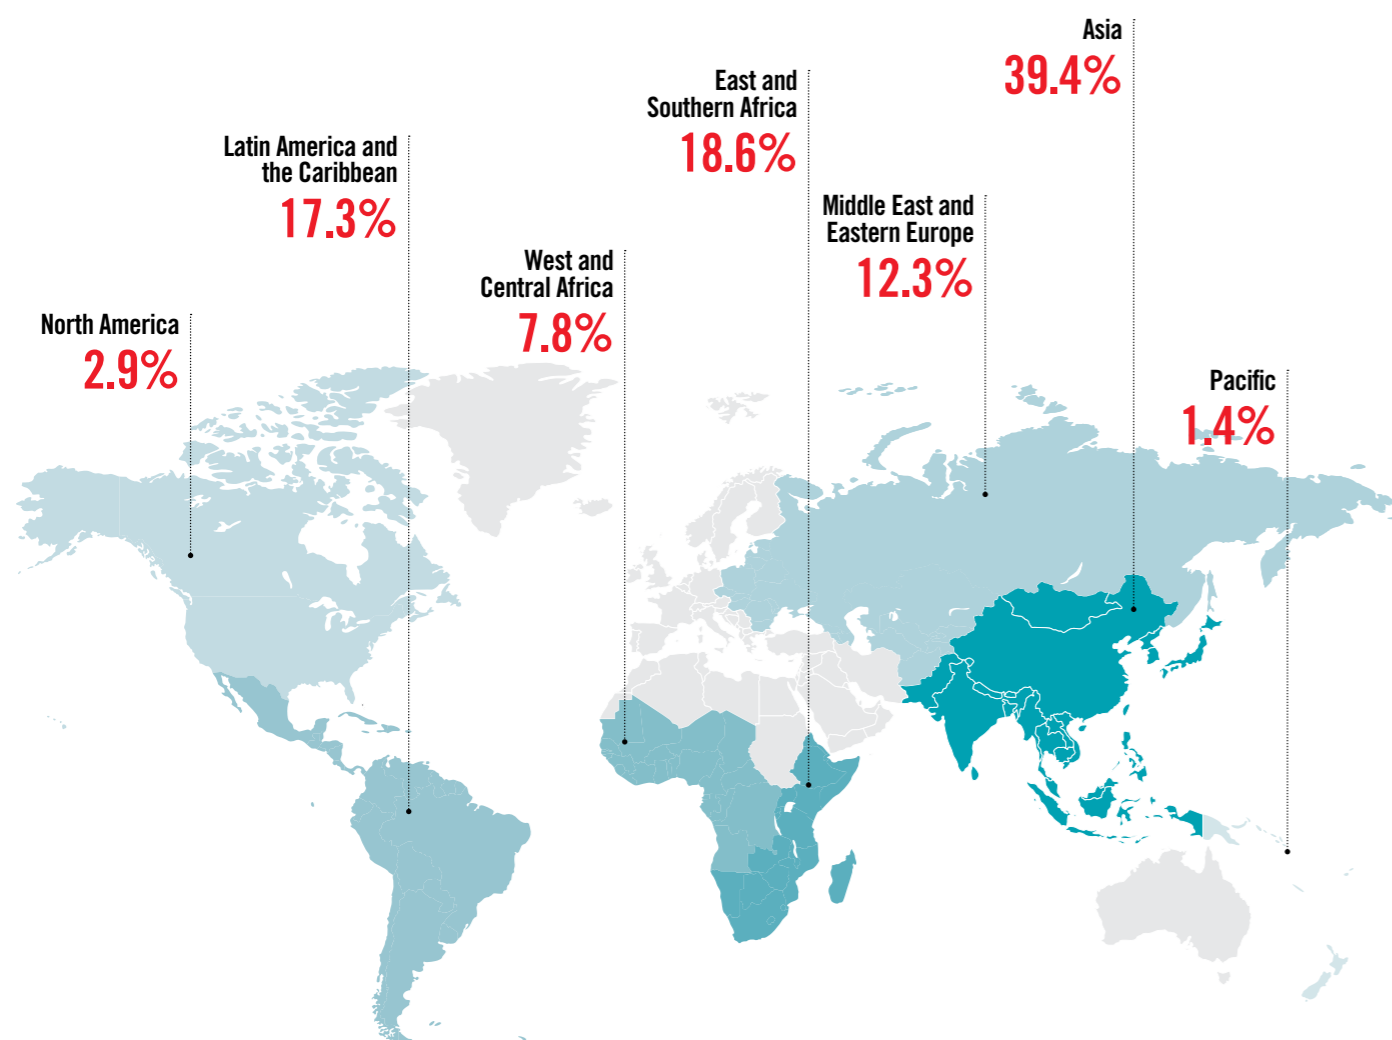 Asia
39.4%
East and
Southern Africa
18.6%
Latin America and
the Caribbean
17.3%
Middle East and
Eastern Europe
12.3%
West and
Central Africa
7.8%
North America
2.9%
Pacific
1.4%